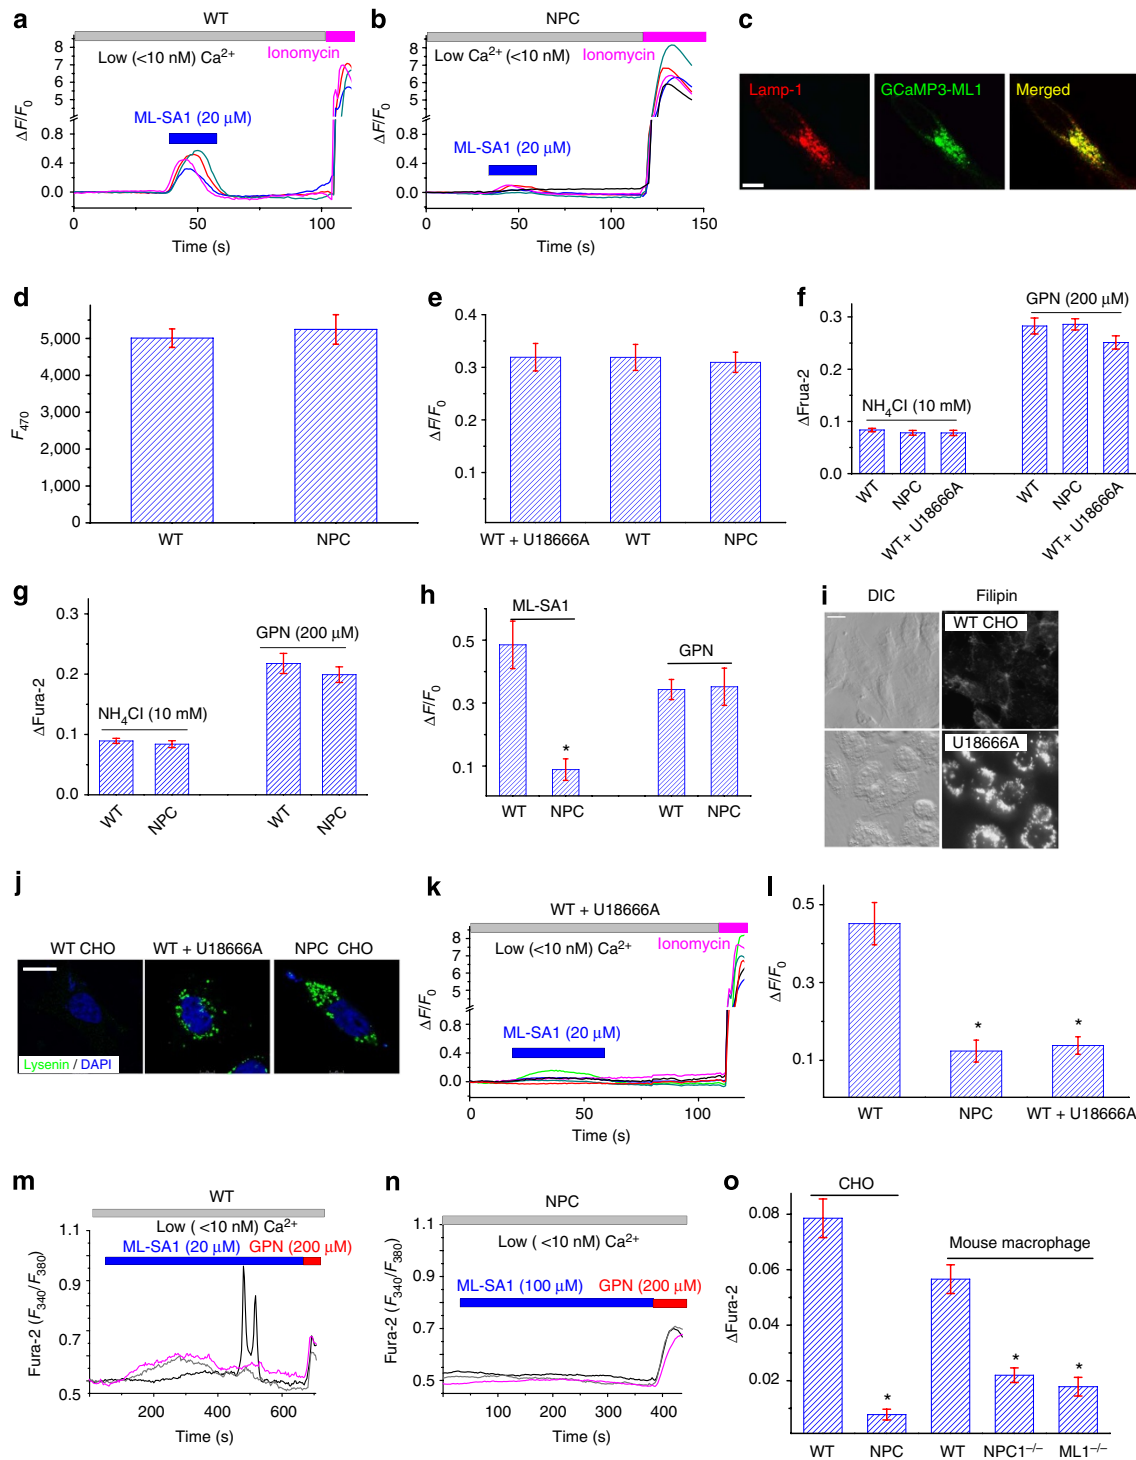 a
WT
Low (<10 nM) Ca²⁺
Ionomycin
ML-SA1 (20 µM)
ΔF/F₀
8
7
6
5
0.8
0.4
0.0
0
50
100
Time (s)
b
NPC
Low Ca²⁺ (<10 nM)
Ionomycin
ML-SA1 (20 µM)
ΔF/F₀
8
7
6
5
0.8
0.4
0.0
0
50
100
150
Time (s)
c
Lamp-1
GCaMP3-ML1
Merged
d
F₄₇₀
5,000
4,000
3,000
2,000
1,000
0
WT
NPC
e
ΔF/F₀
0.4
0.3
0.2
0.1
WT + U18666A
WT
NPC
f
ΔFrua-2
0.3
0.2
0.1
0.0
NH₄Cl (10 mM)
GPN (200 µM)
WT
NPC
WT+ U18666A
WT
NPC
WT+ U18666A
g
ΔFura-2
0.3
0.2
0.1
0.0
NH₄Cl (10 mM)
GPN (200 µM)
WT
NPC
WT
NPC
h
ΔF/F₀
0.5
0.3
0.1
ML-SA1
GPN
*
WT
NPC
WT
NPC
i
DIC
Filipin
WT CHO
U18666A
j
WT CHO
WT + U18666A
NPC CHO
Lysenin / DAPI
k
WT + U18666A
Low (<10 nM) Ca²⁺
Ionomycin
ML-SA1 (20 µM)
ΔF/F₀
8
7
6
5
0.8
0.4
0.0
0
50
100
Time (s)
l
ΔF/F₀
0.5
0.3
0.1
*
*
WT
NPC
WT + U18666A
m
WT
Low ( <10 nM) Ca²⁺
ML-SA1 (20 µM)
GPN (200 µM)
Fura-2 (F₃₄₀/F₃₈₀)
1.1
0.9
0.7
0.5
200
400
600
Time (s)
n
NPC
Low ( <10 nM) Ca²⁺
ML-SA1 (100 µM)
GPN (200 µM)
Fura-2 (F₃₄₀/F₃₈₀)
1.1
0.9
0.7
0.5
100
200
300
400
Time (s)
o
CHO
Mouse macrophage
ΔFura-2
0.08
0.06
0.04
0.02
*
*
*
WT
NPC
WT
NPC1⁻/⁻
ML1⁻/⁻